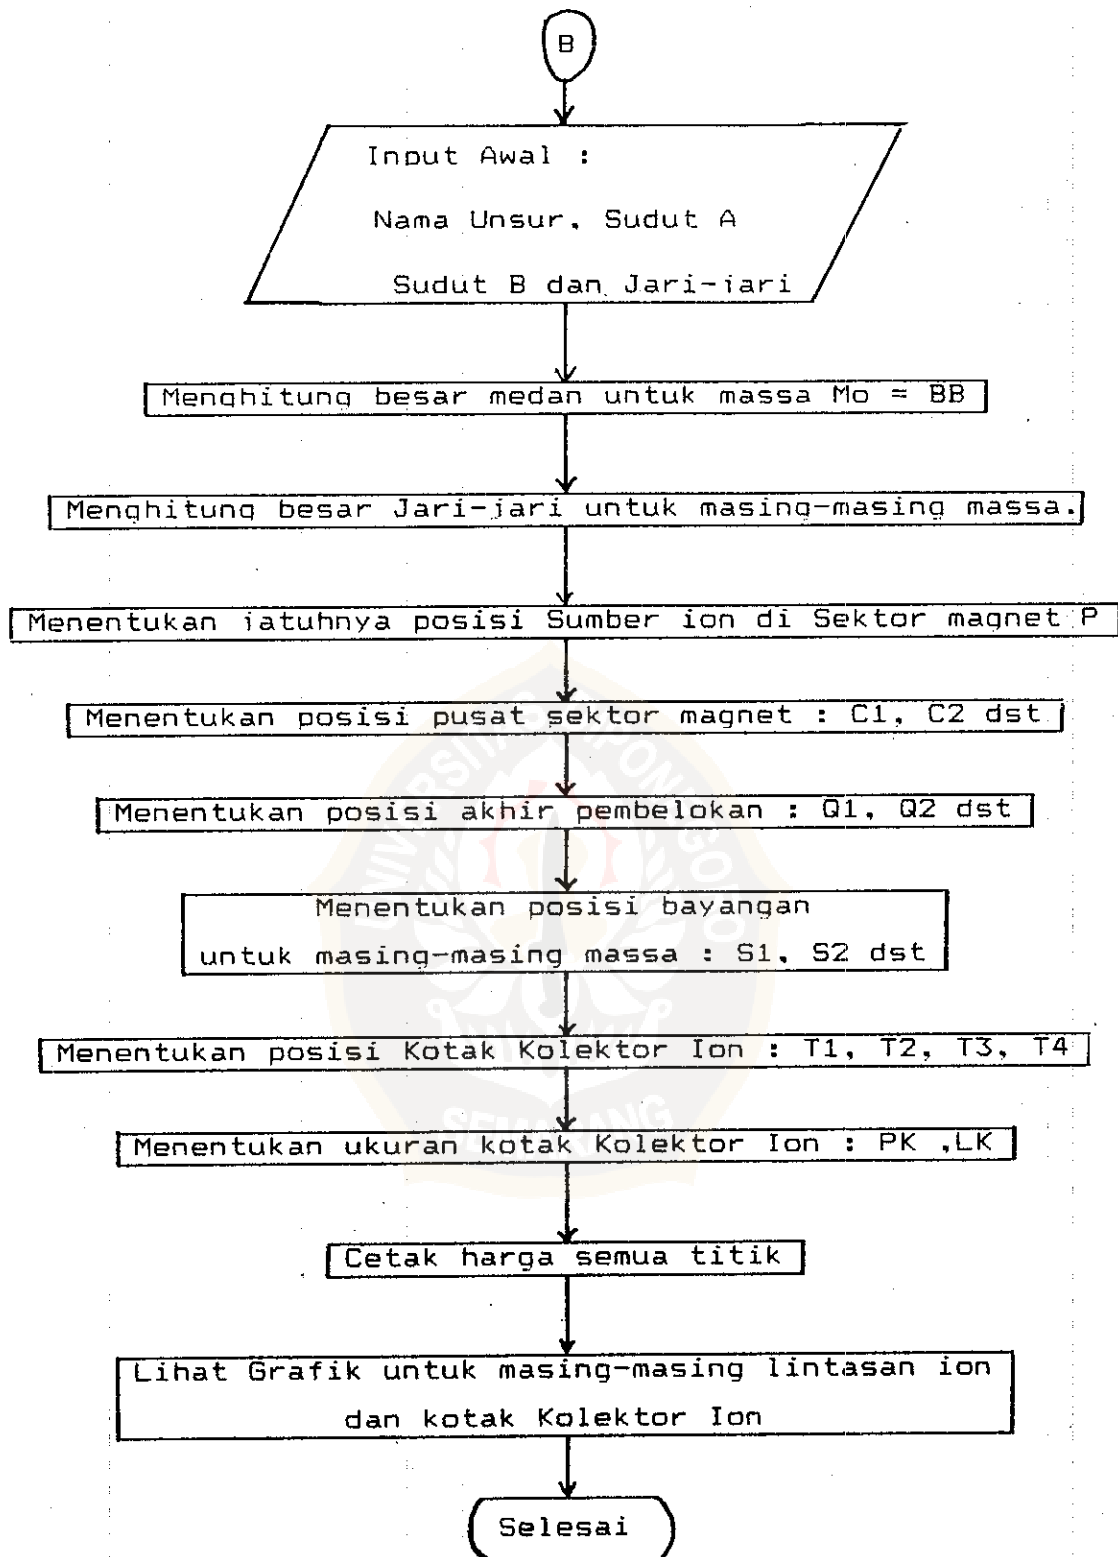 B
Input Awal :
Nama Unsur, Sudut A
Sudut B dan Jari-jari
Menghitung besar medan untuk massa Mo = BB
Menghitung besar Jari-jari untuk masing-masing massa.
Menentukan jatuhnya posisi Sumber ion di Sektor magnet P
Menentukan posisi pusat sektor magnet : C1, C2 dst
Menentukan posisi akhir pembelokan : Q1, Q2 dst
Menentukan posisi bayangan
untuk masing-masing massa : S1, S2 dst
Menentukan posisi Kotak Kolektor Ion : T1, T2, T3, T4
Menentukan ukuran kotak Kolektor Ion : PK ,LK
Cetak harga semua titik
Lihat Grafik untuk masing-masing lintasan ion
dan kotak Kolektor Ion
Selesai
UNIVERSITAS DIPONEGORO
SEMARANG